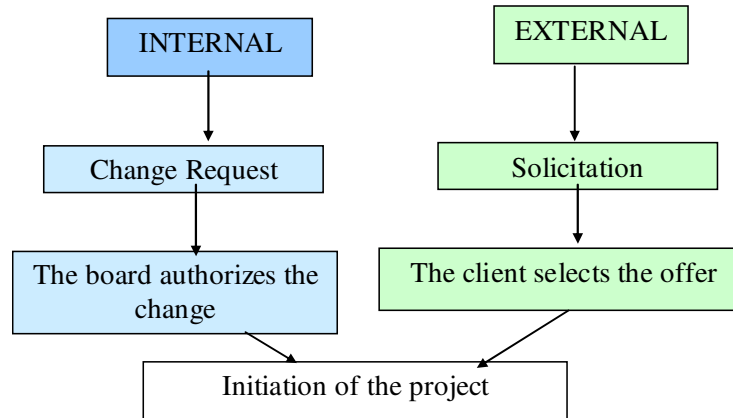 INTERNAL
EXTERNAL
Change Request
Solicitation
The board authorizes the
change
The client selects the offer
Initiation of the project